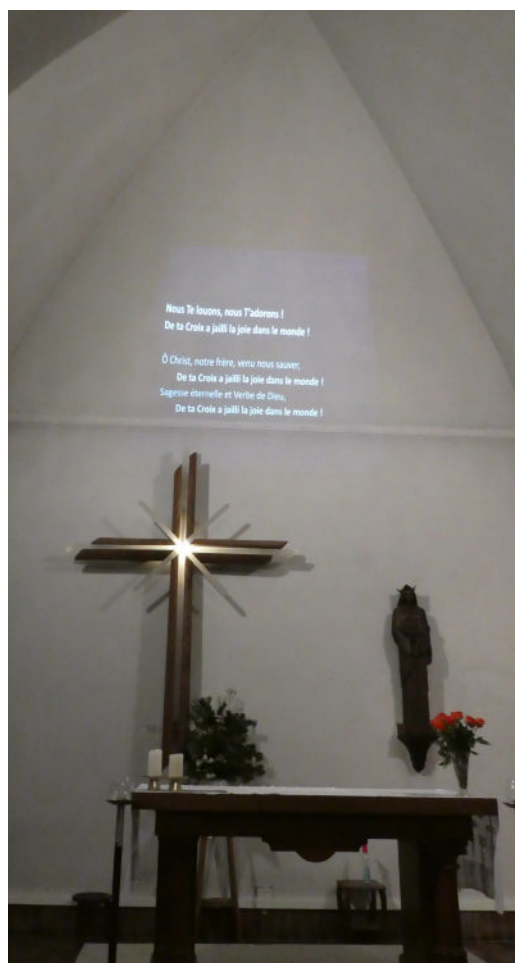 Nous Te louons, nous T'adorons !
De ta Croix a jailli la joie dans le monde !
Ô Christ, notre frère, venu nous sauver,
De ta Croix a jailli la joie dans le monde !
Sagesse éternelle et Verbe de Dieu,
De ta Croix a jailli la joie dans le monde !